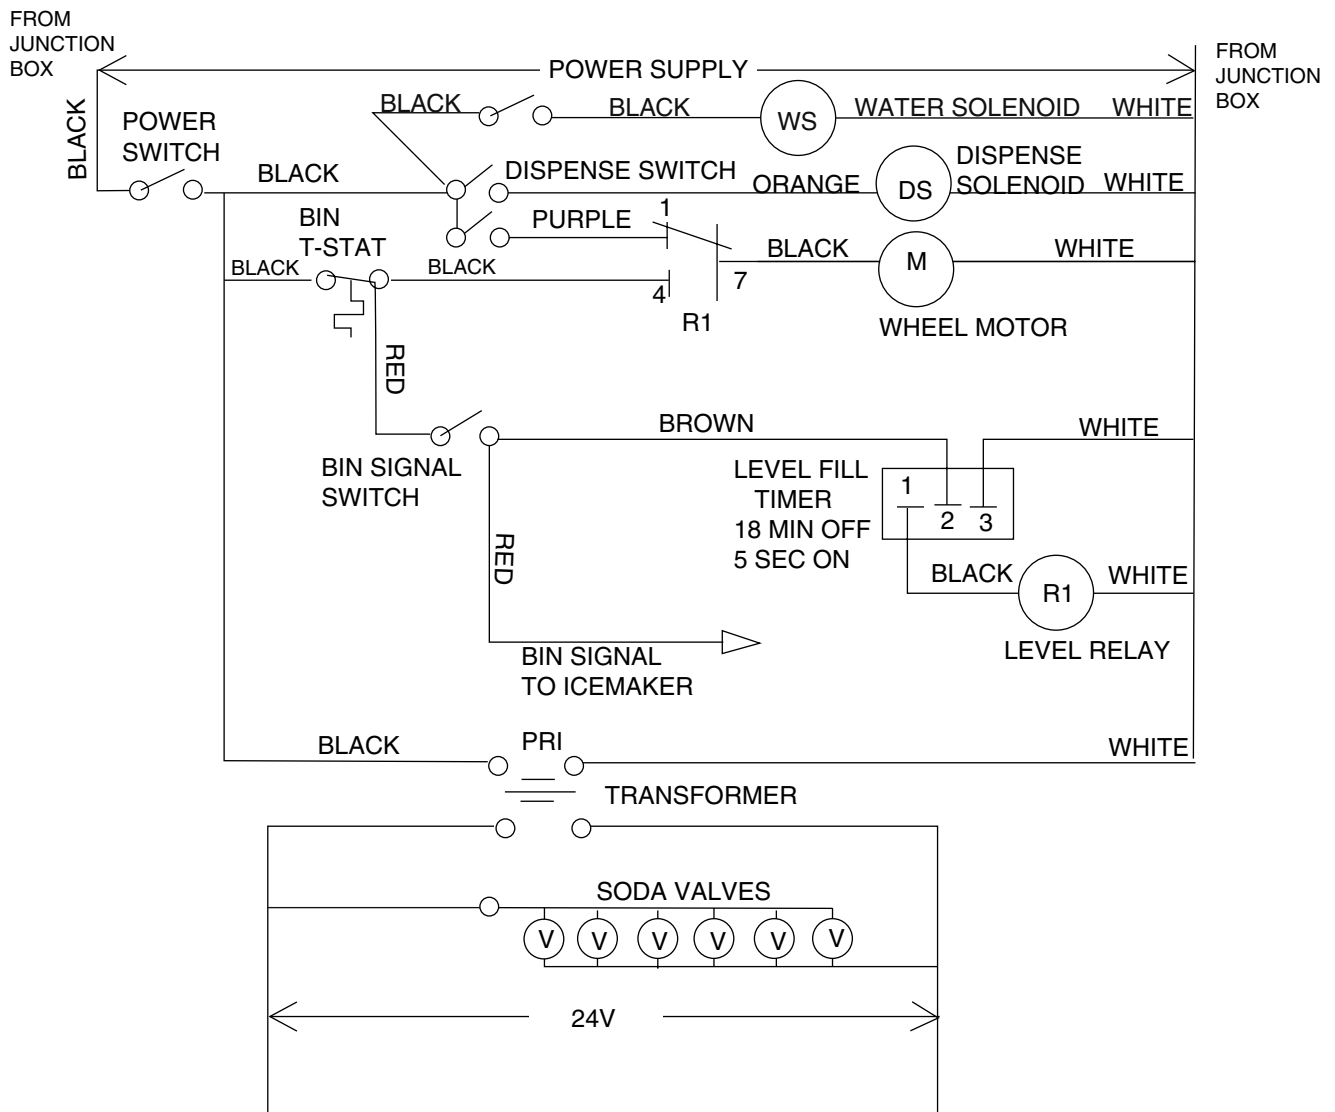 FROM
JUNCTION
BOX
POWER SUPPLY
FROM
JUNCTION
BOX
BLACK
POWER
SWITCH
BLACK
BLACK
WS
WATER SOLENOID
WHITE
BLACK
DISPENSE SWITCH
ORANGE
DS
DISPENSE
SOLENOID
WHITE
BIN
T-STAT
PURPLE
1
BLACK
BLACK
4
7
R1
BLACK
M
WHITE
WHEEL MOTOR
RED
BROWN
WHITE
BIN SIGNAL
SWITCH
LEVEL FILL
TIMER
18 MIN OFF
5 SEC ON
1
2
3
RED
BLACK
R1
WHITE
LEVEL RELAY
BIN SIGNAL
TO ICEMAKER
BLACK
PRI
WHITE
TRANSFORMER
SODA VALVES
V V V V V V
24V